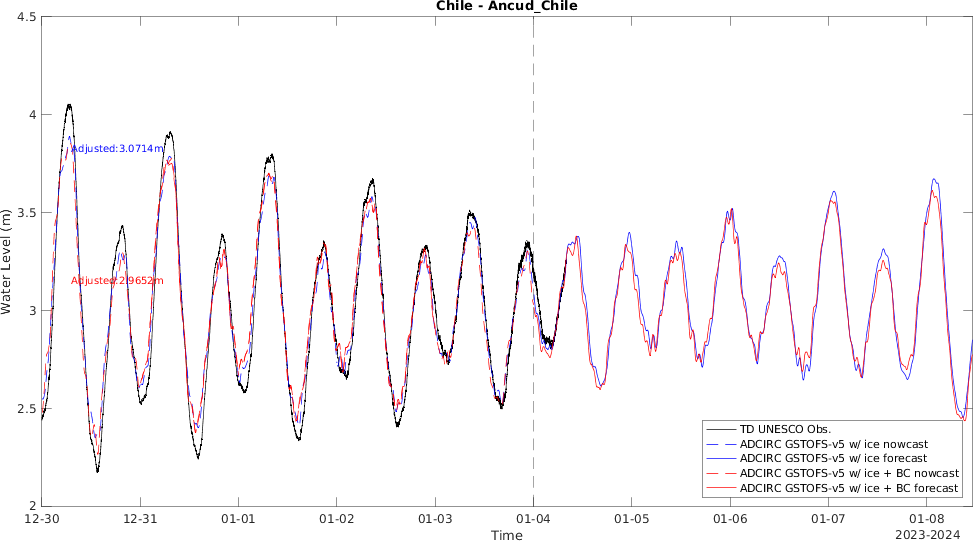 Chile - Ancud_Chile
4.5
4
3.5
3
2.5
2
Water Level (m)
Adjusted:3.0714m
Adjusted:2.9652m
TD UNESCO Obs.
ADCIRC GSTOFS-v5 w/ ice nowcast
ADCIRC GSTOFS-v5 w/ ice forecast
ADCIRC GSTOFS-v5 w/ ice + BC nowcast
ADCIRC GSTOFS-v5 w/ ice + BC forecast
12-30 12-31 01-01 01-02 01-03 01-04 01-05 01-06 01-07 01-08
Time
2023-2024